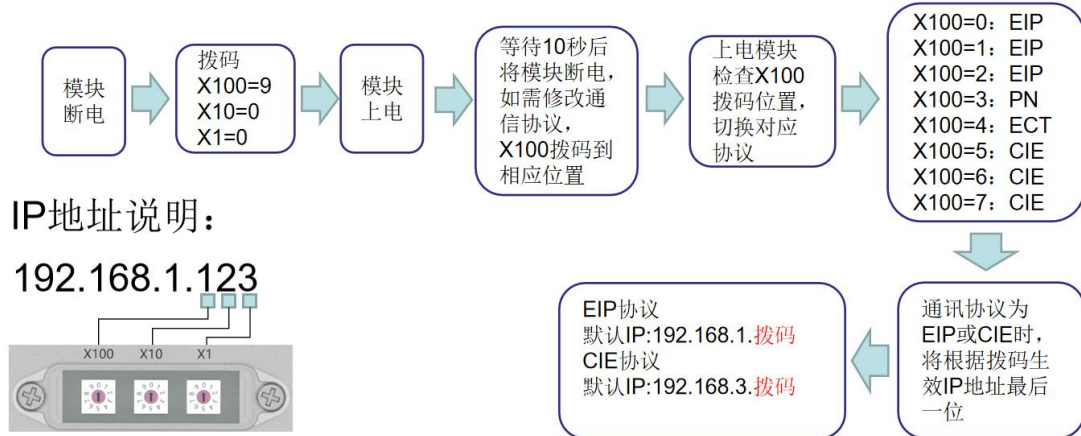 模块
断电
拨码
X100=9
X10=0
X1=0
模块
上电
等待10秒后
将模块断电，
如需修改通
信协议，
X100拨码到
相应位置
上电模块
检查X100
拨码位置，
切换对应
协议
X100=0：EIP
X100=1：EIP
X100=2：EIP
X100=3：PN
X100=4：ECT
X100=5：CIE
X100=6：CIE
X100=7：CIE
通讯协议为
EIP或CIE时，
将根据拨码生
效IP地址最后
一位
EIP协议
默认IP:192.168.1.拨码
CIE协议
默认IP:192.168.3.拨码
IP地址说明：
192.168.1.123
X100 X10 X1